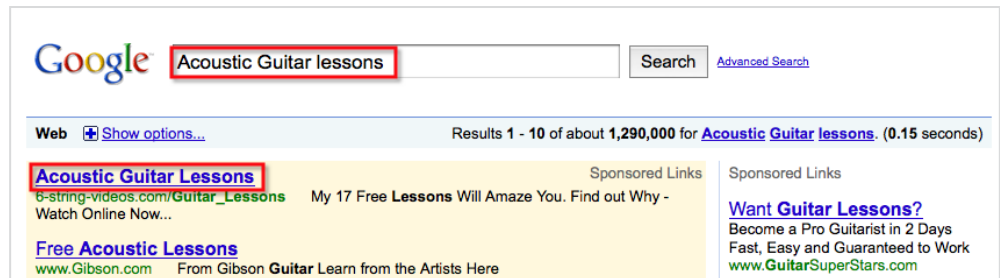 Google Acoustic Guitar lessons Search Advanced Search
Web Show options... Results 1 - 10 of about 1,290,000 for Acoustic Guitar lessons. (0.15 seconds)
Acoustic Guitar Lessons Sponsored Links
6-string-videos.com/Guitar_Lessons My 17 Free Lessons Will Amaze You. Find out Why -
Watch Online Now...
Free Acoustic Lessons
www.Gibson.com From Gibson Guitar Learn from the Artists Here
Sponsored Links
Want Guitar Lessons?
Become a Pro Guitarist in 2 Days
Fast, Easy and Guaranteed to Work
www.GuitarSuperStars.com